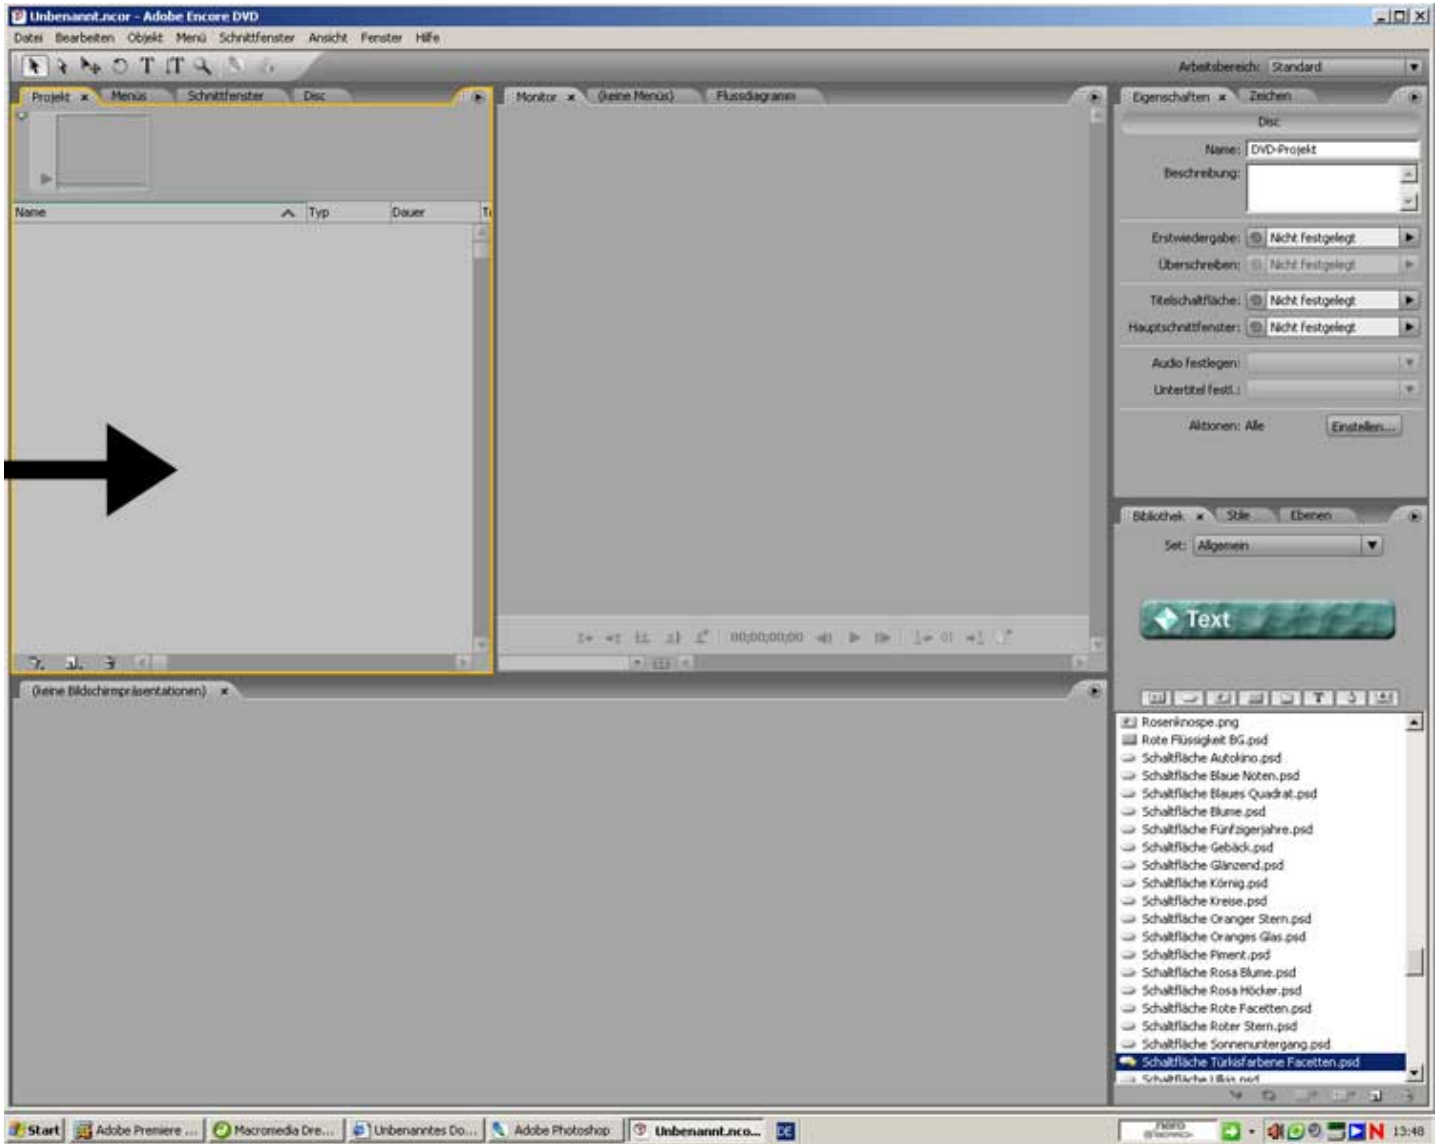 Unbenannt.ncor - Adobe Encore DVD
Datei Bearbeiten Objekt Menü Schnittfenster Ansicht Fenster Hilfe
Arbeitsbereich: Standard
Projekt Menüs Schnittfenster Disc
Monitor (keine Menüs) Flussdiagramm
Eigenschaften Zeichen
Disc
Name: DVD-Projekt
Beschreibung:
Name Typ Dauer
Erstwiedergabe: Nicht festgelegt
Überschreiben: Nicht festgelegt
Titelschaltfläche: Nicht festgelegt
Hauptschnittfenster: Nicht festgelegt
Audio festlegen:
Untertitel festl.:
Aktionen: Alle Einstellen...
Bibliothek Stile Ebenen
Set: Allgemein
Text
00;00;00;00
(keine Bildschirmpräsentationen)
Rosenknospe.png
Rote Flüssigkeit BG.psd
Schaltfläche Autokino.psd
Schaltfläche Blaue Noten.psd
Schaltfläche Blaues Quadrat.psd
Schaltfläche Blume.psd
Schaltfläche Fünfzigerjahre.psd
Schaltfläche Gebäck.psd
Schaltfläche Glänzend.psd
Schaltfläche Körnig.psd
Schaltfläche Kreise.psd
Schaltfläche Oranger Stern.psd
Schaltfläche Oranges Glas.psd
Schaltfläche Piment.psd
Schaltfläche Rosa Blume.psd
Schaltfläche Rosa Höcker.psd
Schaltfläche Rote Facetten.psd
Schaltfläche Roter Stern.psd
Schaltfläche Sonnenuntergang.psd
Schaltfläche Türkisfarbene Facetten.psd
Start Adobe Premiere ... Macromedia Dre... Unbenanntes Do... Adobe Photoshop Unbenannt.nco... DE 13:48